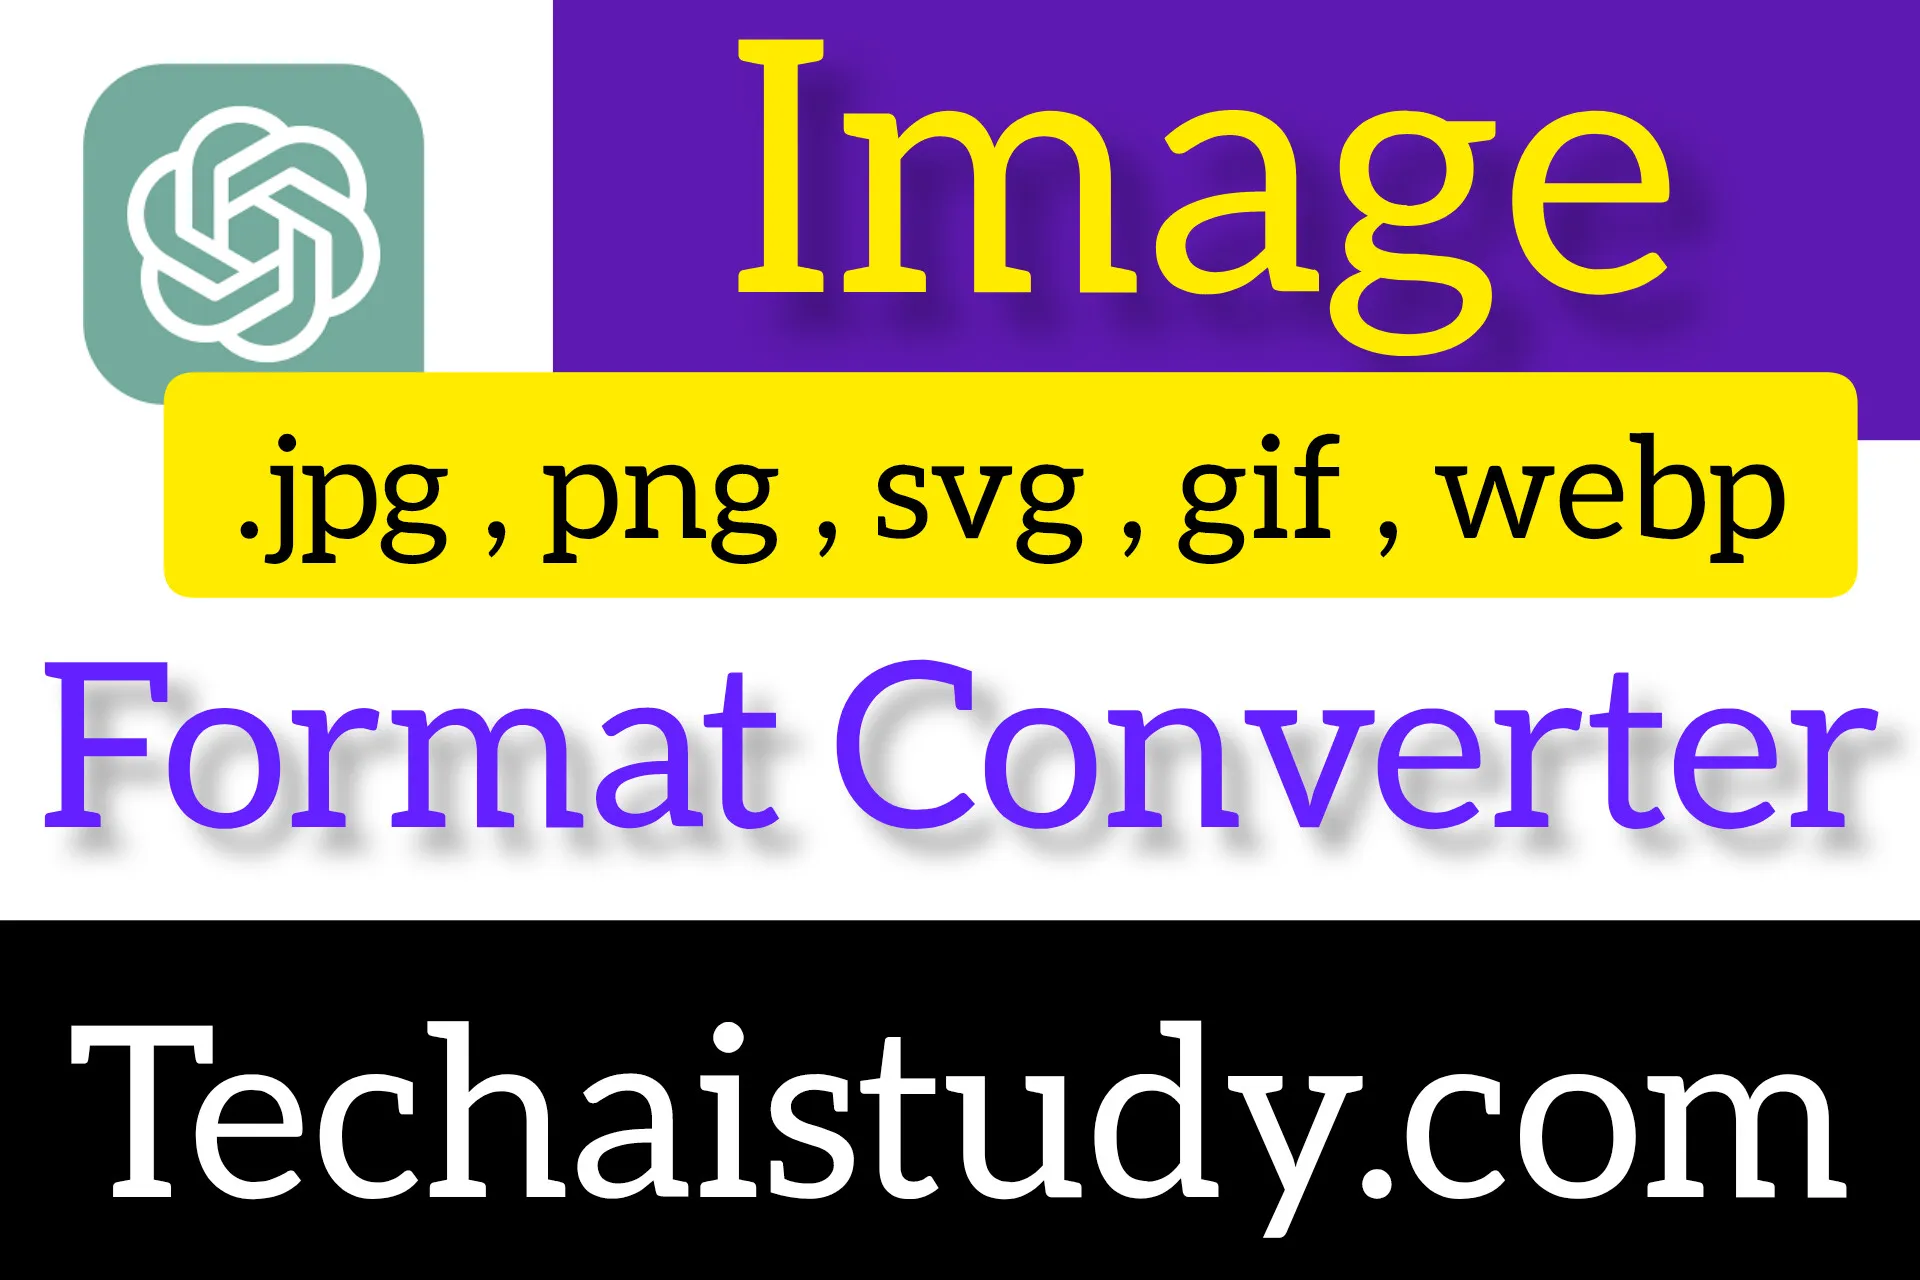 Image
.jpg , png , svg , gif , webp
Format Converter
Techaistudy.com